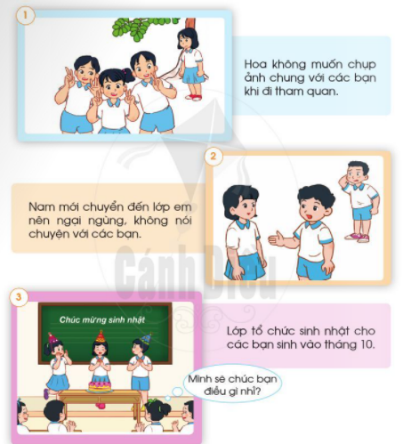 1
Hoa không muốn chụp
ảnh chung với các bạn
khi đi tham quan.
2
Nam mới chuyển đến lớp em
nên ngại ngùng, không nói
chuyện với các bạn.
Cánh Diều
3
Chúc mừng sinh nhật
Lớp tổ chức sinh nhật cho
các bạn sinh vào tháng 10.
Mình sẽ chúc bạn
điều gì nhỉ?